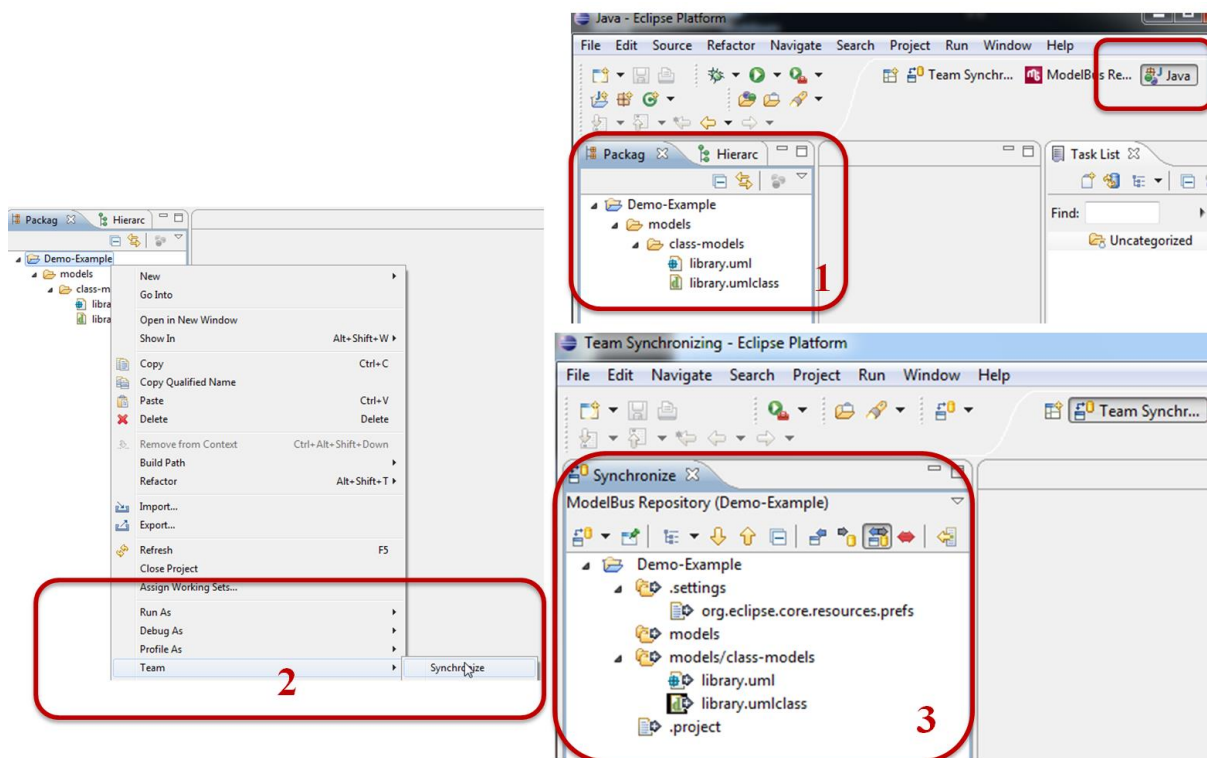 Java - Eclipse Platform
File Edit Source Refactor Navigate Search Project Run Window Help
Team Synchr... ModelBus Re... Java
Packag Hierarc
Demo-Example
models
class-models
library.uml
library.umlclass
1
Task List
Find:
Uncategorized
Packag Hierarc
Demo-Example
models
class-m
libra
libra
New
Go Into
Open in New Window
Show In Alt+Shift+W
Copy Ctrl+C
Copy Qualified Name
Paste Ctrl+V
Delete Delete
Remove from Context Ctrl+Alt+Shift+Down
Build Path
Refactor Alt+Shift+T
Import...
Export...
Refresh F5
Close Project
Assign Working Sets...
Run As
Debug As
Profile As
Team Synchronize
2
Team Synchronizing - Eclipse Platform
File Edit Navigate Search Project Run Window Help
Team Synchr...
Synchronize
ModelBus Repository (Demo-Example)
Demo-Example
.settings
org.eclipse.core.resources.prefs
models
models/class-models
library.uml
library.umlclass
.project
3